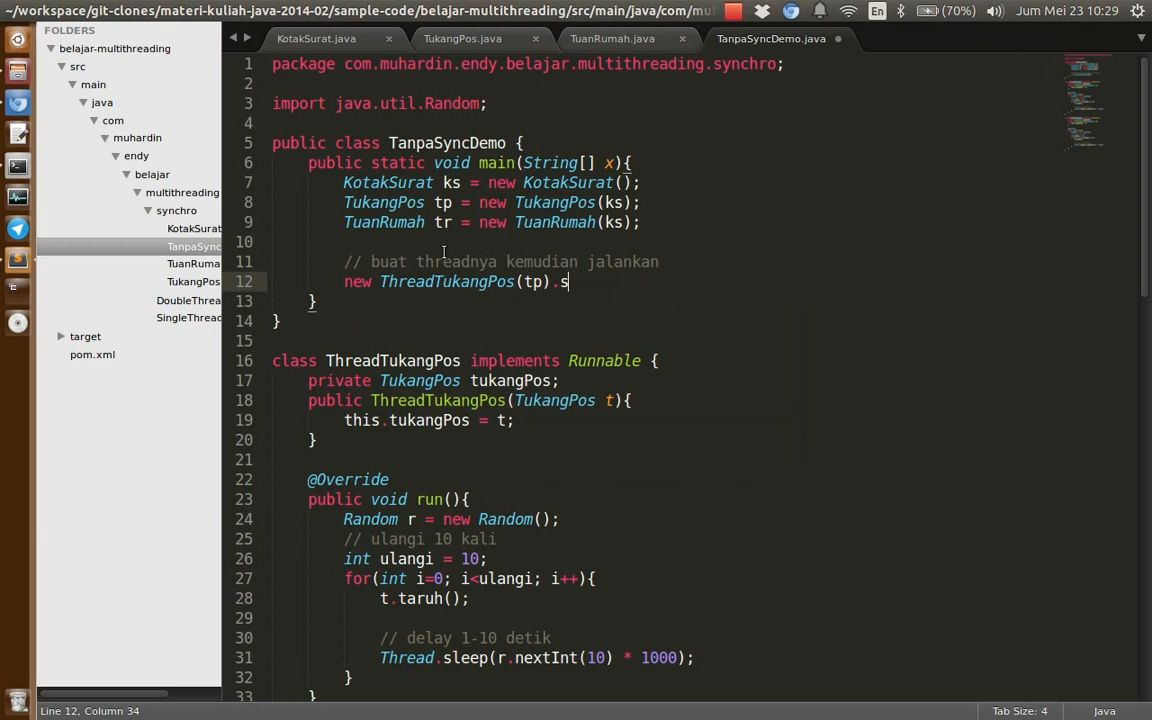 ~/workspace/git-clones/materi-kuliah-java-2014-02/sample-code/belajar-multithreading/src/main/java/com/mu
En
(70%)
Jum Mei 23 10:29
FOLDERS
belajar-multithreading
src
main
java
com
muhardin
endy
belajar
multithreading
synchro
KotakSurat
TanpaSync
TuanRuma
TukangPos
DoubleThrea
SingleThread
target
pom.xml
KotakSurat.java
TukangPos.java
TuanRumah.java
TanpaSyncDemo.java
1 package com.muhardin.endy.belajar.multithreading.synchro;
2
3 import java.util.Random;
4
5 public class TanpaSyncDemo {
6 public static void main(String[] x){
7 KotakSurat ks = new KotakSurat();
8 TukangPos tp = new TukangPos(ks);
9 TuanRumah tr = new TuanRumah(ks);
10
11 // buat threadnya kemudian jalankan
12 new ThreadTukangPos(tp).s
13 }
14 }
15
16 class ThreadTukangPos implements Runnable {
17 private TukangPos tukangPos;
18 public ThreadTukangPos(TukangPos t){
19 this.tukangPos = t;
20 }
21
22 @Override
23 public void run(){
24 Random r = new Random();
25 // ulangi 10 kali
26 int ulangi = 10;
27 for(int i=0; i<ulangi; i++){
28 t.taruh();
29
30 // delay 1-10 detik
31 Thread.sleep(r.nextInt(10) * 1000);
32 }
33 }
Line 12, Column 34
Tab Size: 4
Java